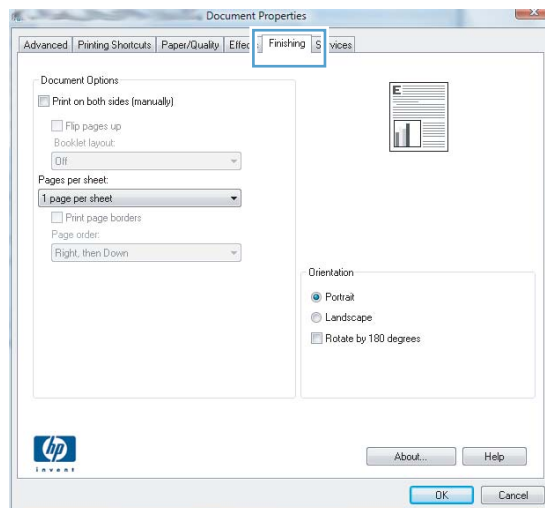 Document Properties
Advanced Printing Shortcuts Paper/Quality Finishing
Document Options
Print on both sides (manually)
Flip pages up
Booklet layout:
Off
Pages per sheet:
1 page per sheet
Print page borders
Page order:
Right, then Down
E
Orientation
Portrait
Landscape
Rotate by 180 degrees
hp
invent
About... Help
OK Cancel